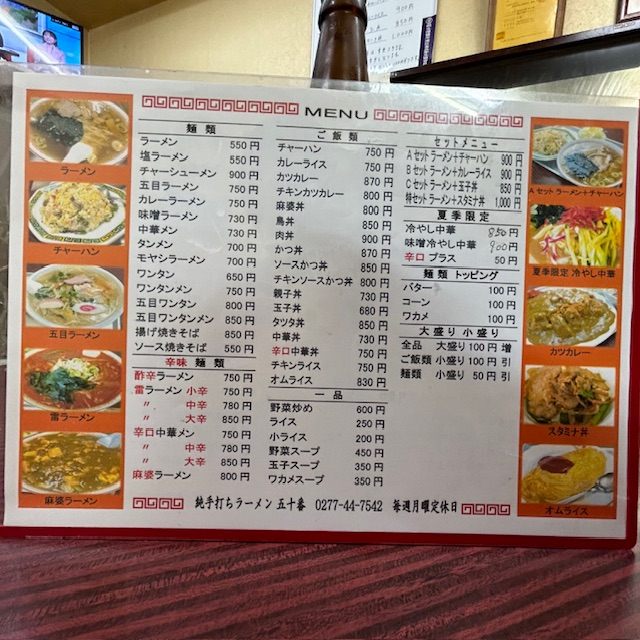 MENU
麺類
ラーメン 550円
塩ラーメン 550円
チャーシューメン 900円
五目ラーメン 750円
カレーラーメン 750円
味噌ラーメン 730円
中華メン 730円
タンメン 700円
モヤシラーメン 700円
ワンタン 650円
ワンタンメン 750円
五目ワンタン 800円
五目ワンタンメン 850円
揚げ焼きそば 850円
ソース焼きそば 550円
辛味 麺類
酢辛ラーメン 750円
雷ラーメン 小辛 750円
〃 中辛 780円
〃 大辛 850円
辛口中華メン 750円
〃 中辛 780円
〃 大辛 850円
麻婆ラーメン 800円
ご飯類
チャーハン 750円
カレーライス 750円
カツカレー 870円
チキンカツカレー 820円
麻婆丼 800円
鳥丼 850円
肉丼 900円
かつ丼 850円
ソースかつ丼 850円
チキンソースかつ丼 800円
親子丼 730円
玉子丼 680円
タツタ丼 850円
中華丼 730円
辛口中華丼 750円
チキンライス 750円
オムライス 830円
一品
野菜炒め 600円
ライス 250円
小ライス 200円
野菜スープ 450円
玉子スープ 350円
ワカメスープ 350円
セットメニュー
Aセットラーメン+チャーハン 900円
Bセットラーメン+カレーライス 900円
Cセットラーメン+玉子丼 850円
特セットラーメン+スタミナ丼 1,000円
夏季限定
冷やし中華 850円
味噌冷やし中華 900円
辛口 プラス 50円
麺類 トッピング
バター 100円
コーン 100円
ワカメ 100円
大盛り 小盛り
全品 大盛り 100円 増
ご飯類 小盛り 100円 引
麺類 小盛り 50円 引
ラーメン
チャーハン
五目ラーメン
雷ラーメン
麻婆ラーメン
Aセットラーメン+チャーハン
夏季限定 冷やし中華
カツカレー
スタミナ丼
オムライス
純手打ちラーメン 五十番 0277-44-7542 毎週月曜定休日